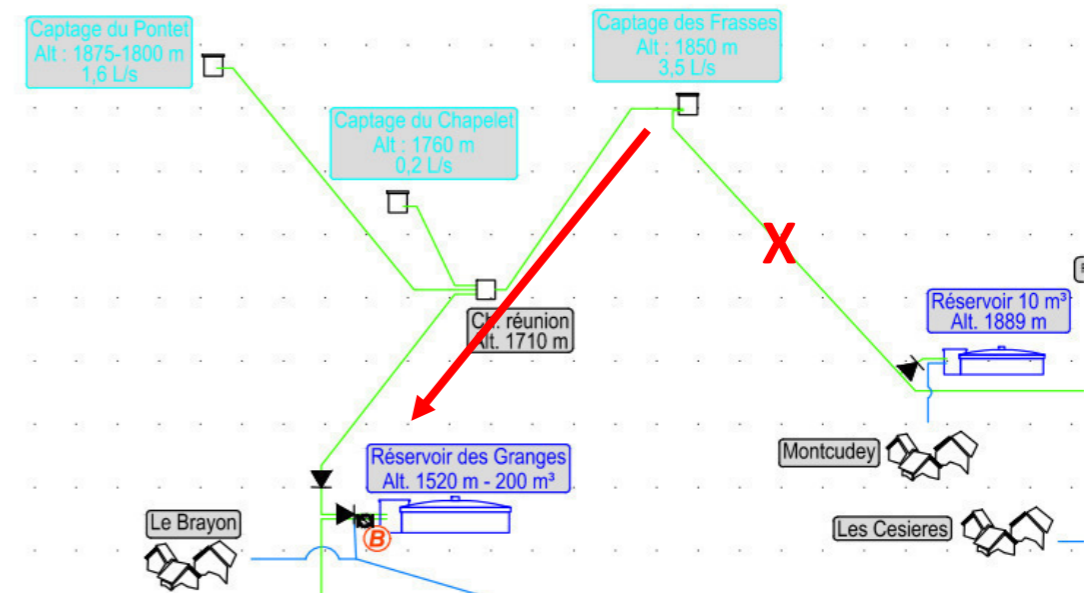 Captage du Pontet
Alt : 1875-1800 m
1,6 L/s
Captage des Frasses
Alt : 1850 m
3,5 L/s
Captage du Chapelet
Alt : 1760 m
0,2 L/s
X
Ch. réunion
Alt. 1710 m
Réservoir 10 m³
Alt. 1889 m
Montcudey
Réservoir des Granges
Alt. 1520 m - 200 m³
Le Brayon
B
Les Cesieres